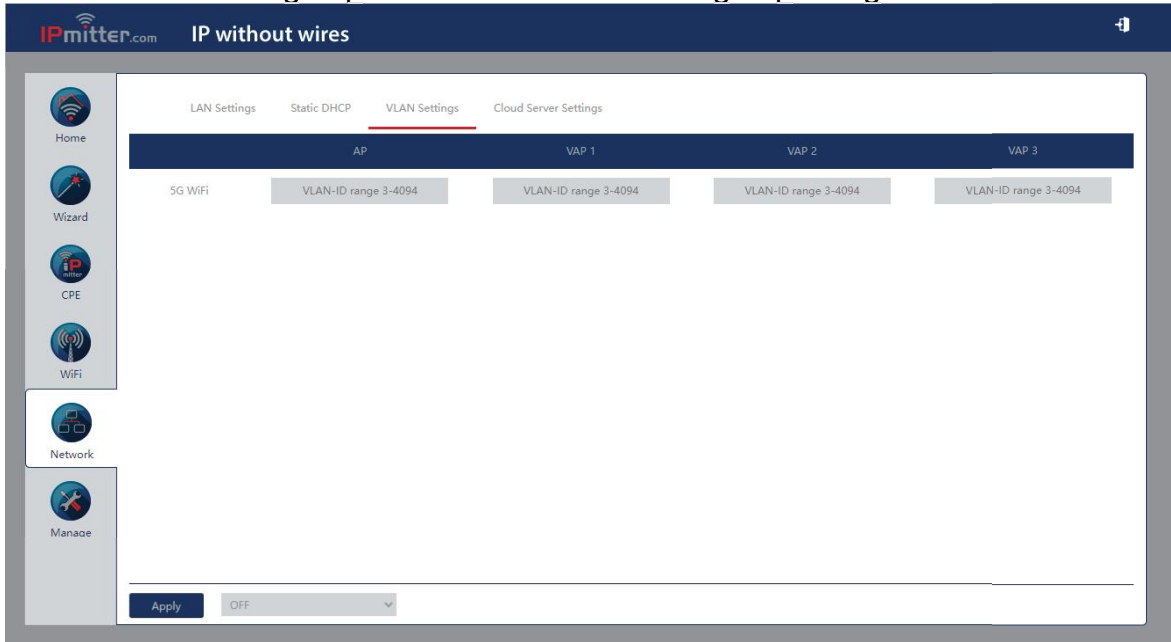 IPmitter.com IP without wires
LAN Settings Static DHCP VLAN Settings Cloud Server Settings
Home
AP VAP 1 VAP 2 VAP 3
5G WiFi VLAN-ID range 3-4094 VLAN-ID range 3-4094 VLAN-ID range 3-4094 VLAN-ID range 3-4094
Wizard
iP
mitter
CPE
WiFi
Network
Manage
Apply OFF